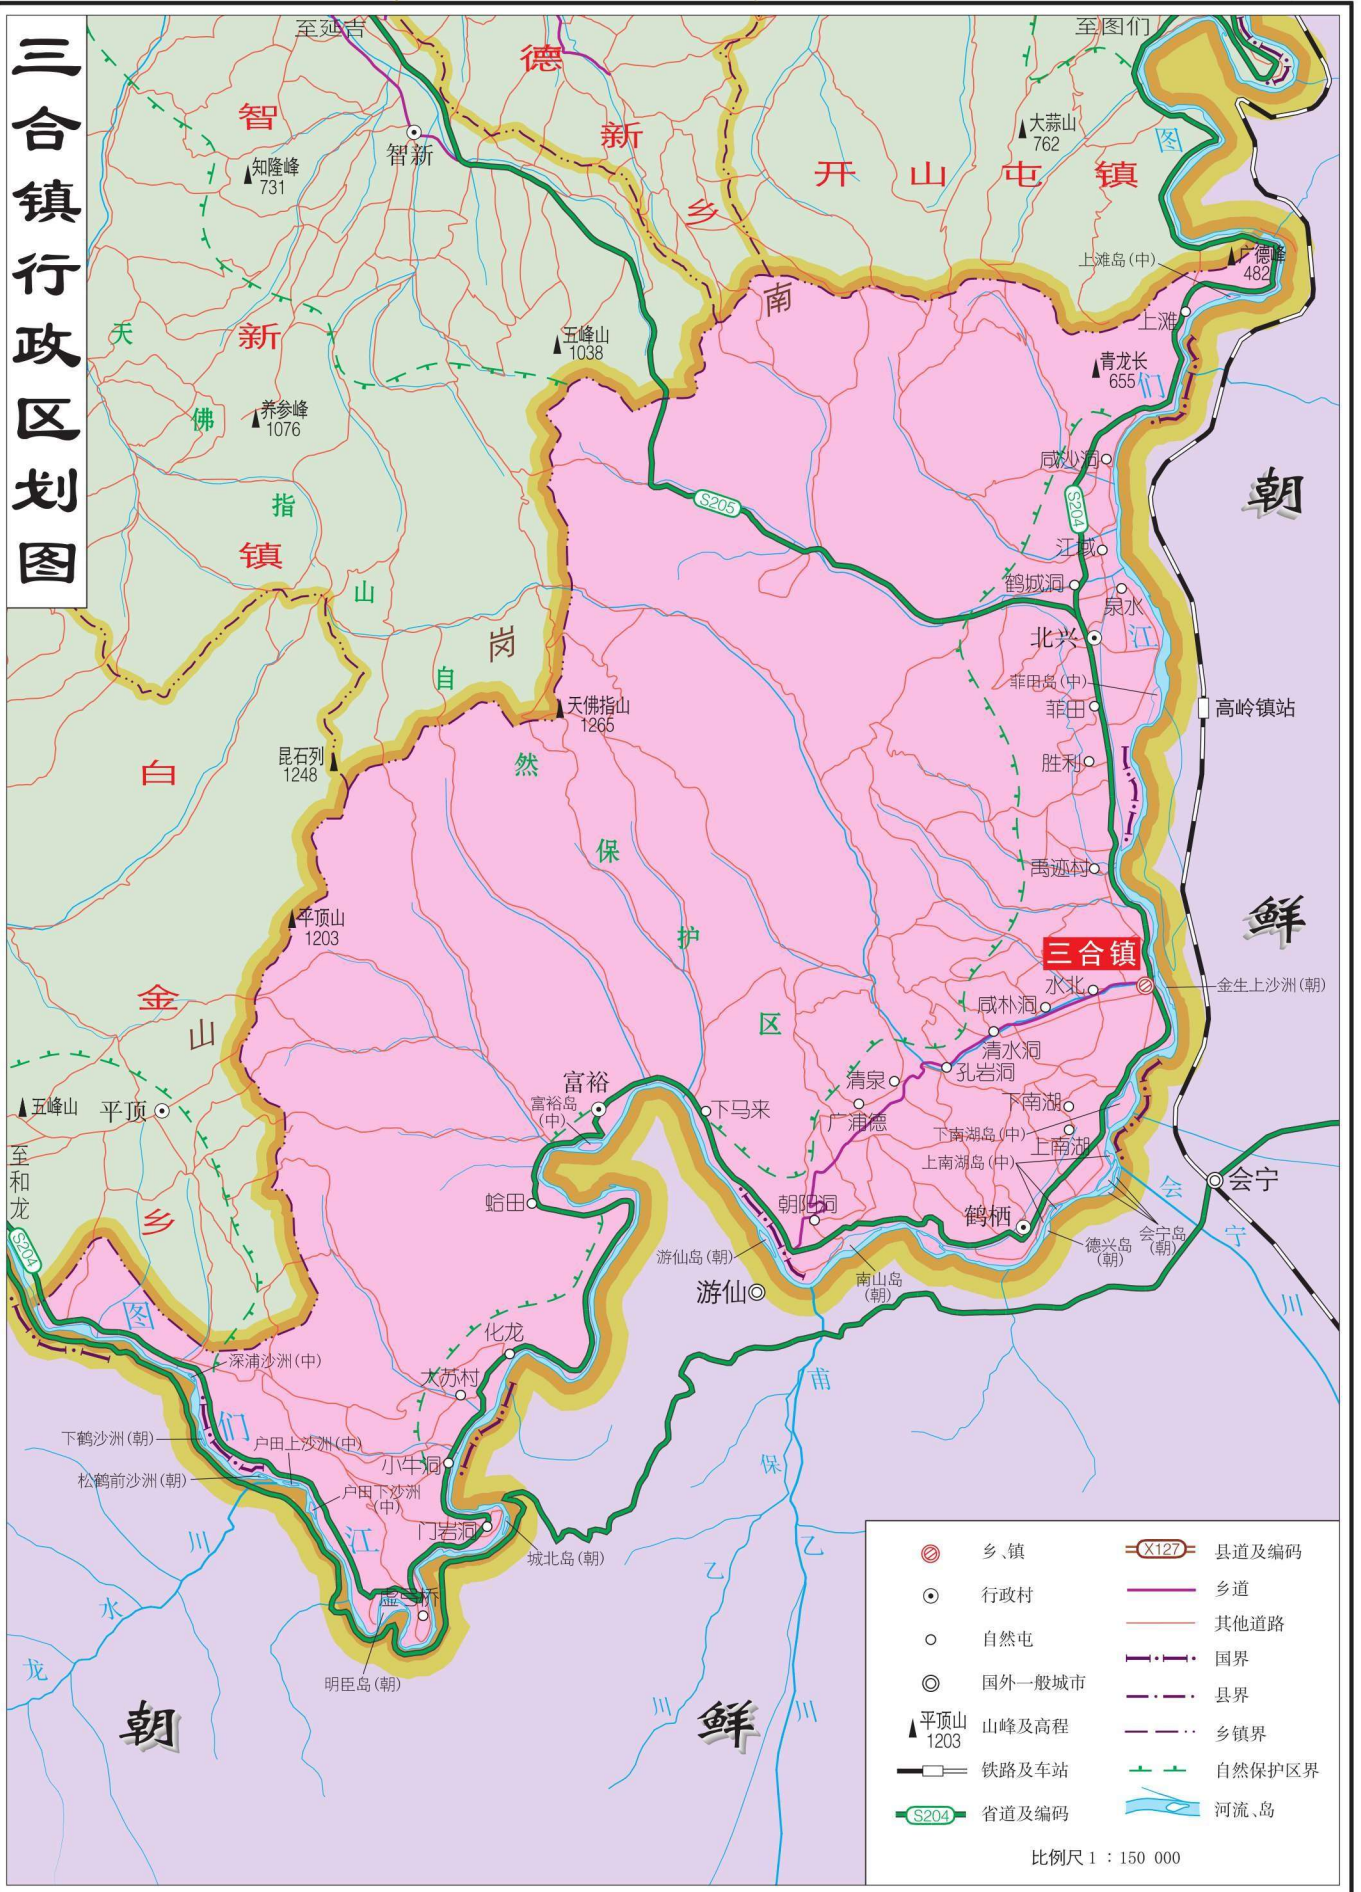 三合镇行政区划图
至延吉
至图们
德新乡
智新镇
智新
开山屯镇
大蒜山
762
知隆峰
731
图们江
上滩岛(中)
广德峰
482
上滩
南岗山
五峰山
1038
青龙长
655
天佛指山自然保护区
养参峰
1076
咸沙洞
S205
S204
朝鲜
江域
鹤城洞
泉水
北兴
菲田岛(中)
菲田
高岭镇站
天佛指山
1265
昆石列
1248
胜利
白金乡
禹迹村
平顶山
1203
三合镇
水北
金生上沙洲(朝)
咸朴洞
清水洞
孔岩洞
清泉
广浦德
富裕
富裕岛
(中)
下马来
下南湖
下南湖岛(中)
上南湖
上南湖岛(中)
五峰山
平顶
至和龙
S204
会宁
会宁川
蛤田
朝阳洞
鹤栖
会宁岛
(朝)
德兴岛
(朝)
游仙岛(朝)
南山岛
(朝)
游仙
图们江
化龙
深浦沙洲(中)
大苏村
甫乙川
下鹤沙洲(朝)
户田上沙洲(中)
松鹤前沙洲(朝)
小牛洞
户田下沙洲
(中)
保乙川
门岩洞
城北岛(朝)
龙水川
明臣岛(朝)
朝鲜
乡、镇
行政村
自然屯
国外一般城市
平顶山
1203
山峰及高程
铁路及车站
S204
省道及编码
X127
县道及编码
乡道
其他道路
国界
县界
乡镇界
自然保护区界
河流、岛
比例尺 1 : 150 000